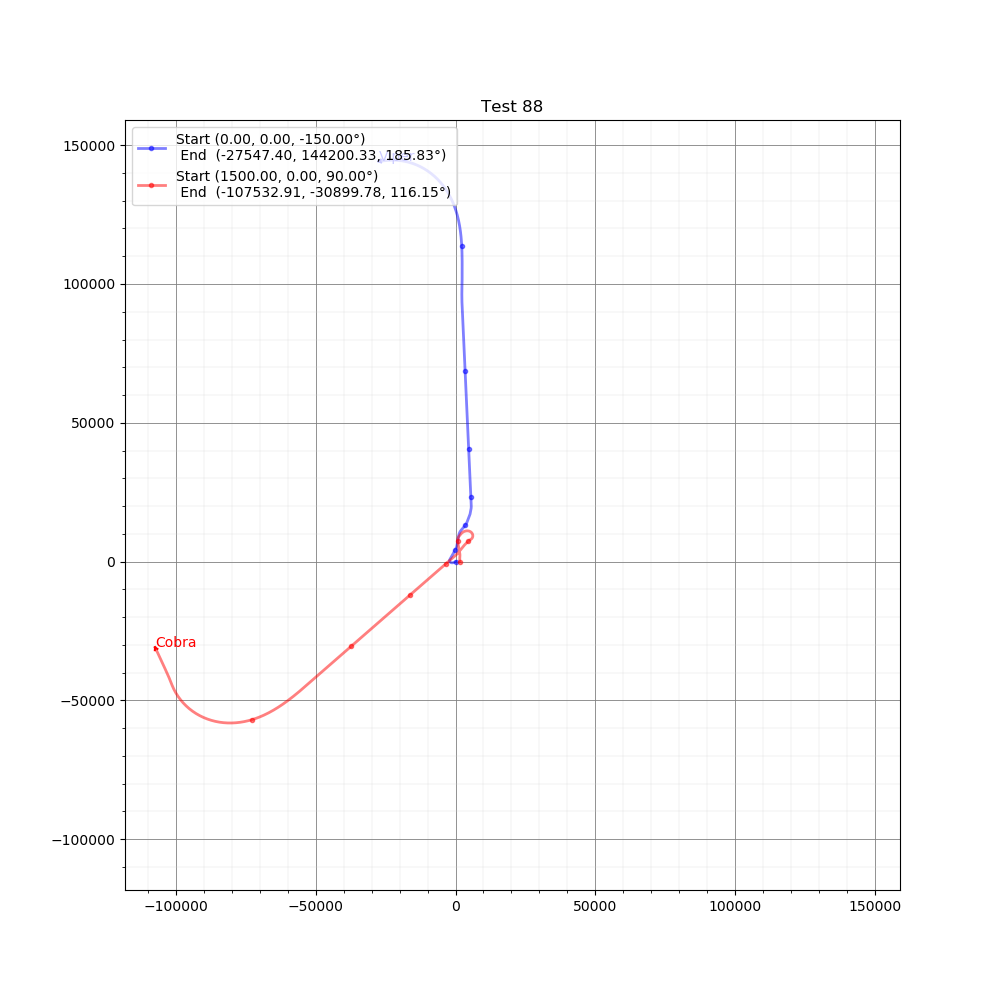 Test 88
Start (0.00, 0.00, -150.00°)
End (-27547.40, 144200.33, 185.83°)
Start (1500.00, 0.00, 90.00°)
End (-107532.91, -30899.78, 116.15°)
150000
100000
50000
0
−50000
−100000
Cobra
−100000 −50000 0 50000 100000 150000